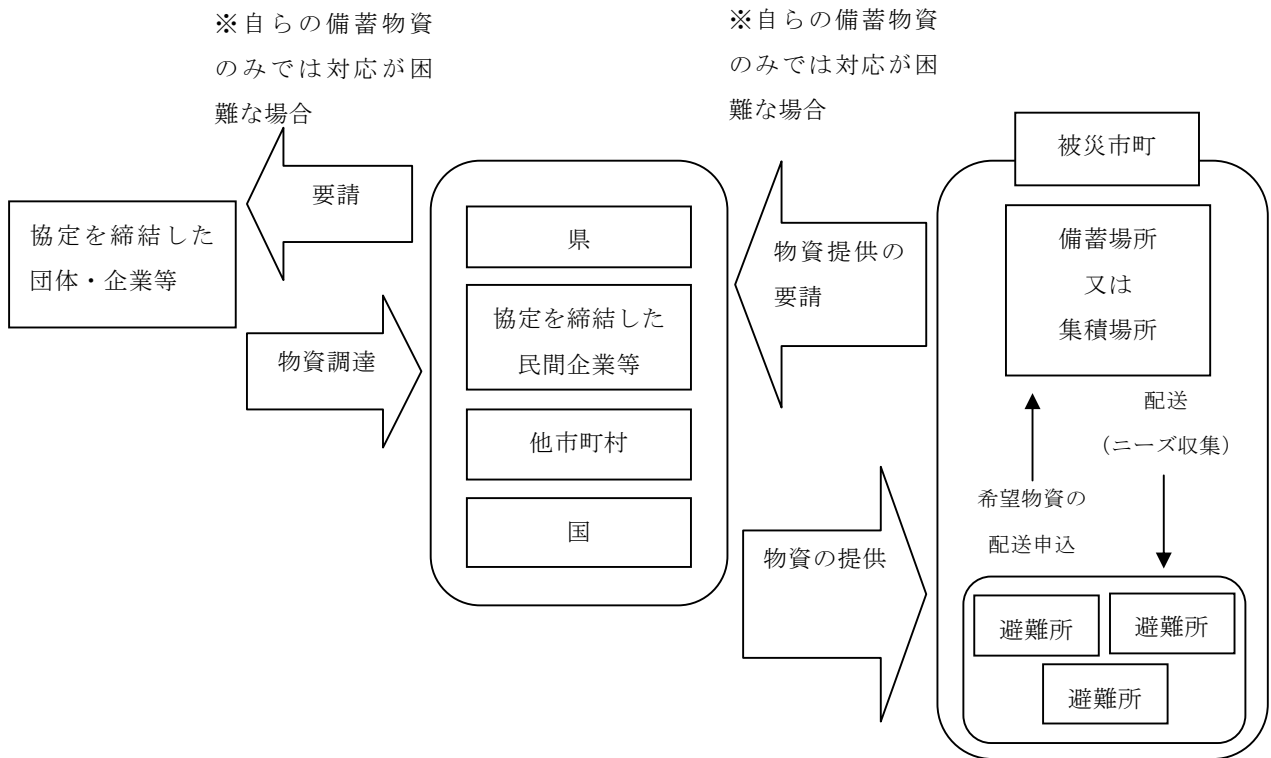 ※自らの備蓄物資
のみでは対応が困
難な場合
※自らの備蓄物資
のみでは対応が困
難な場合
協定を締結した
団体・企業等
要請
物資調達
県
協定を締結した
民間企業等
他市町村
国
物資提供の
要請
物資の提供
被災市町
備蓄場所
又は
集積場所
配送
（ニーズ収集）
希望物資の
配送申込
避難所
避難所
避難所